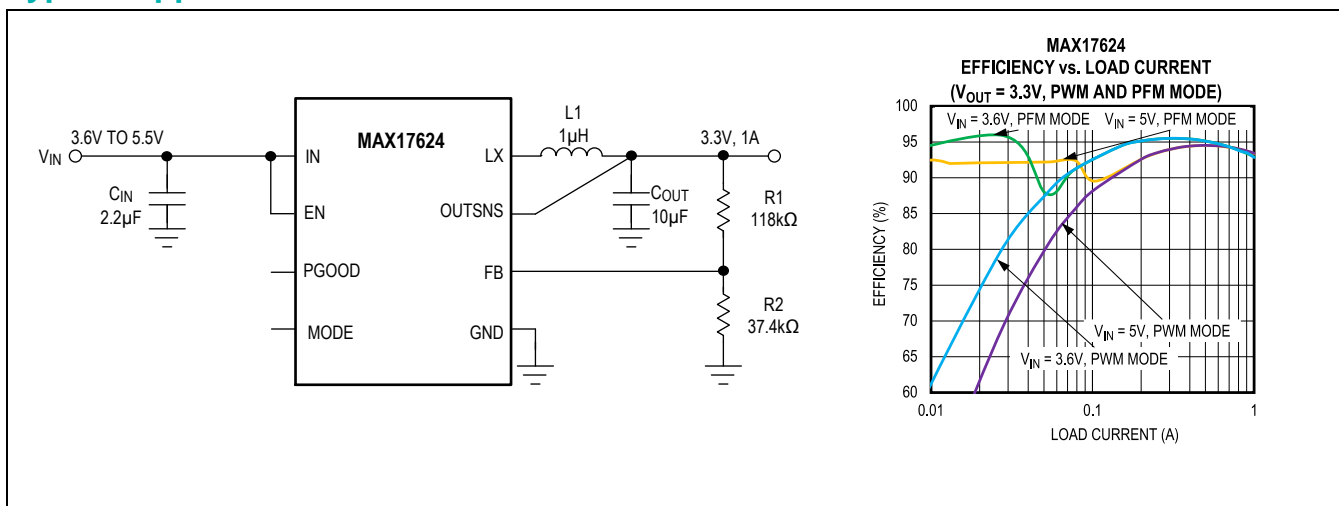 MAX17624
3.6V TO 5.5V
VIN
CIN
2.2µF
IN
EN
PGOOD
MODE
LX
OUTSNS
FB
GND
L1
1µH
3.3V, 1A
COUT
10µF
R1
118kΩ
R2
37.4kΩ
MAX17624
EFFICIENCY vs. LOAD CURRENT
(VOUT = 3.3V, PWM AND PFM MODE)
VIN = 3.6V, PFM MODE
VIN = 5V, PFM MODE
VIN = 5V, PWM MODE
VIN = 3.6V, PWM MODE
EFFICIENCY (%)
100
95
90
85
80
75
70
65
60
0.01
0.1
1
LOAD CURRENT (A)